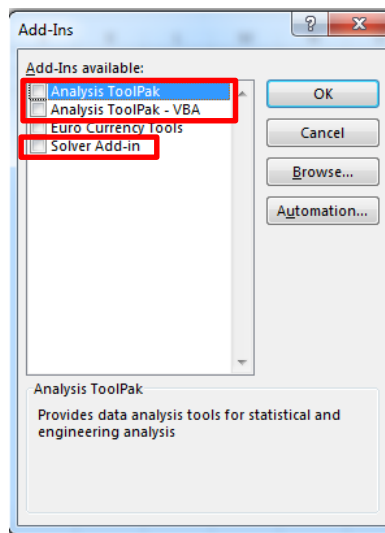 Add-Ins
?
Add-Ins available:
Analysis ToolPak
Analysis ToolPak - VBA
Euro Currency Tools
Solver Add-in
OK
Cancel
Browse...
Automation...
Analysis ToolPak
Provides data analysis tools for statistical and
engineering analysis